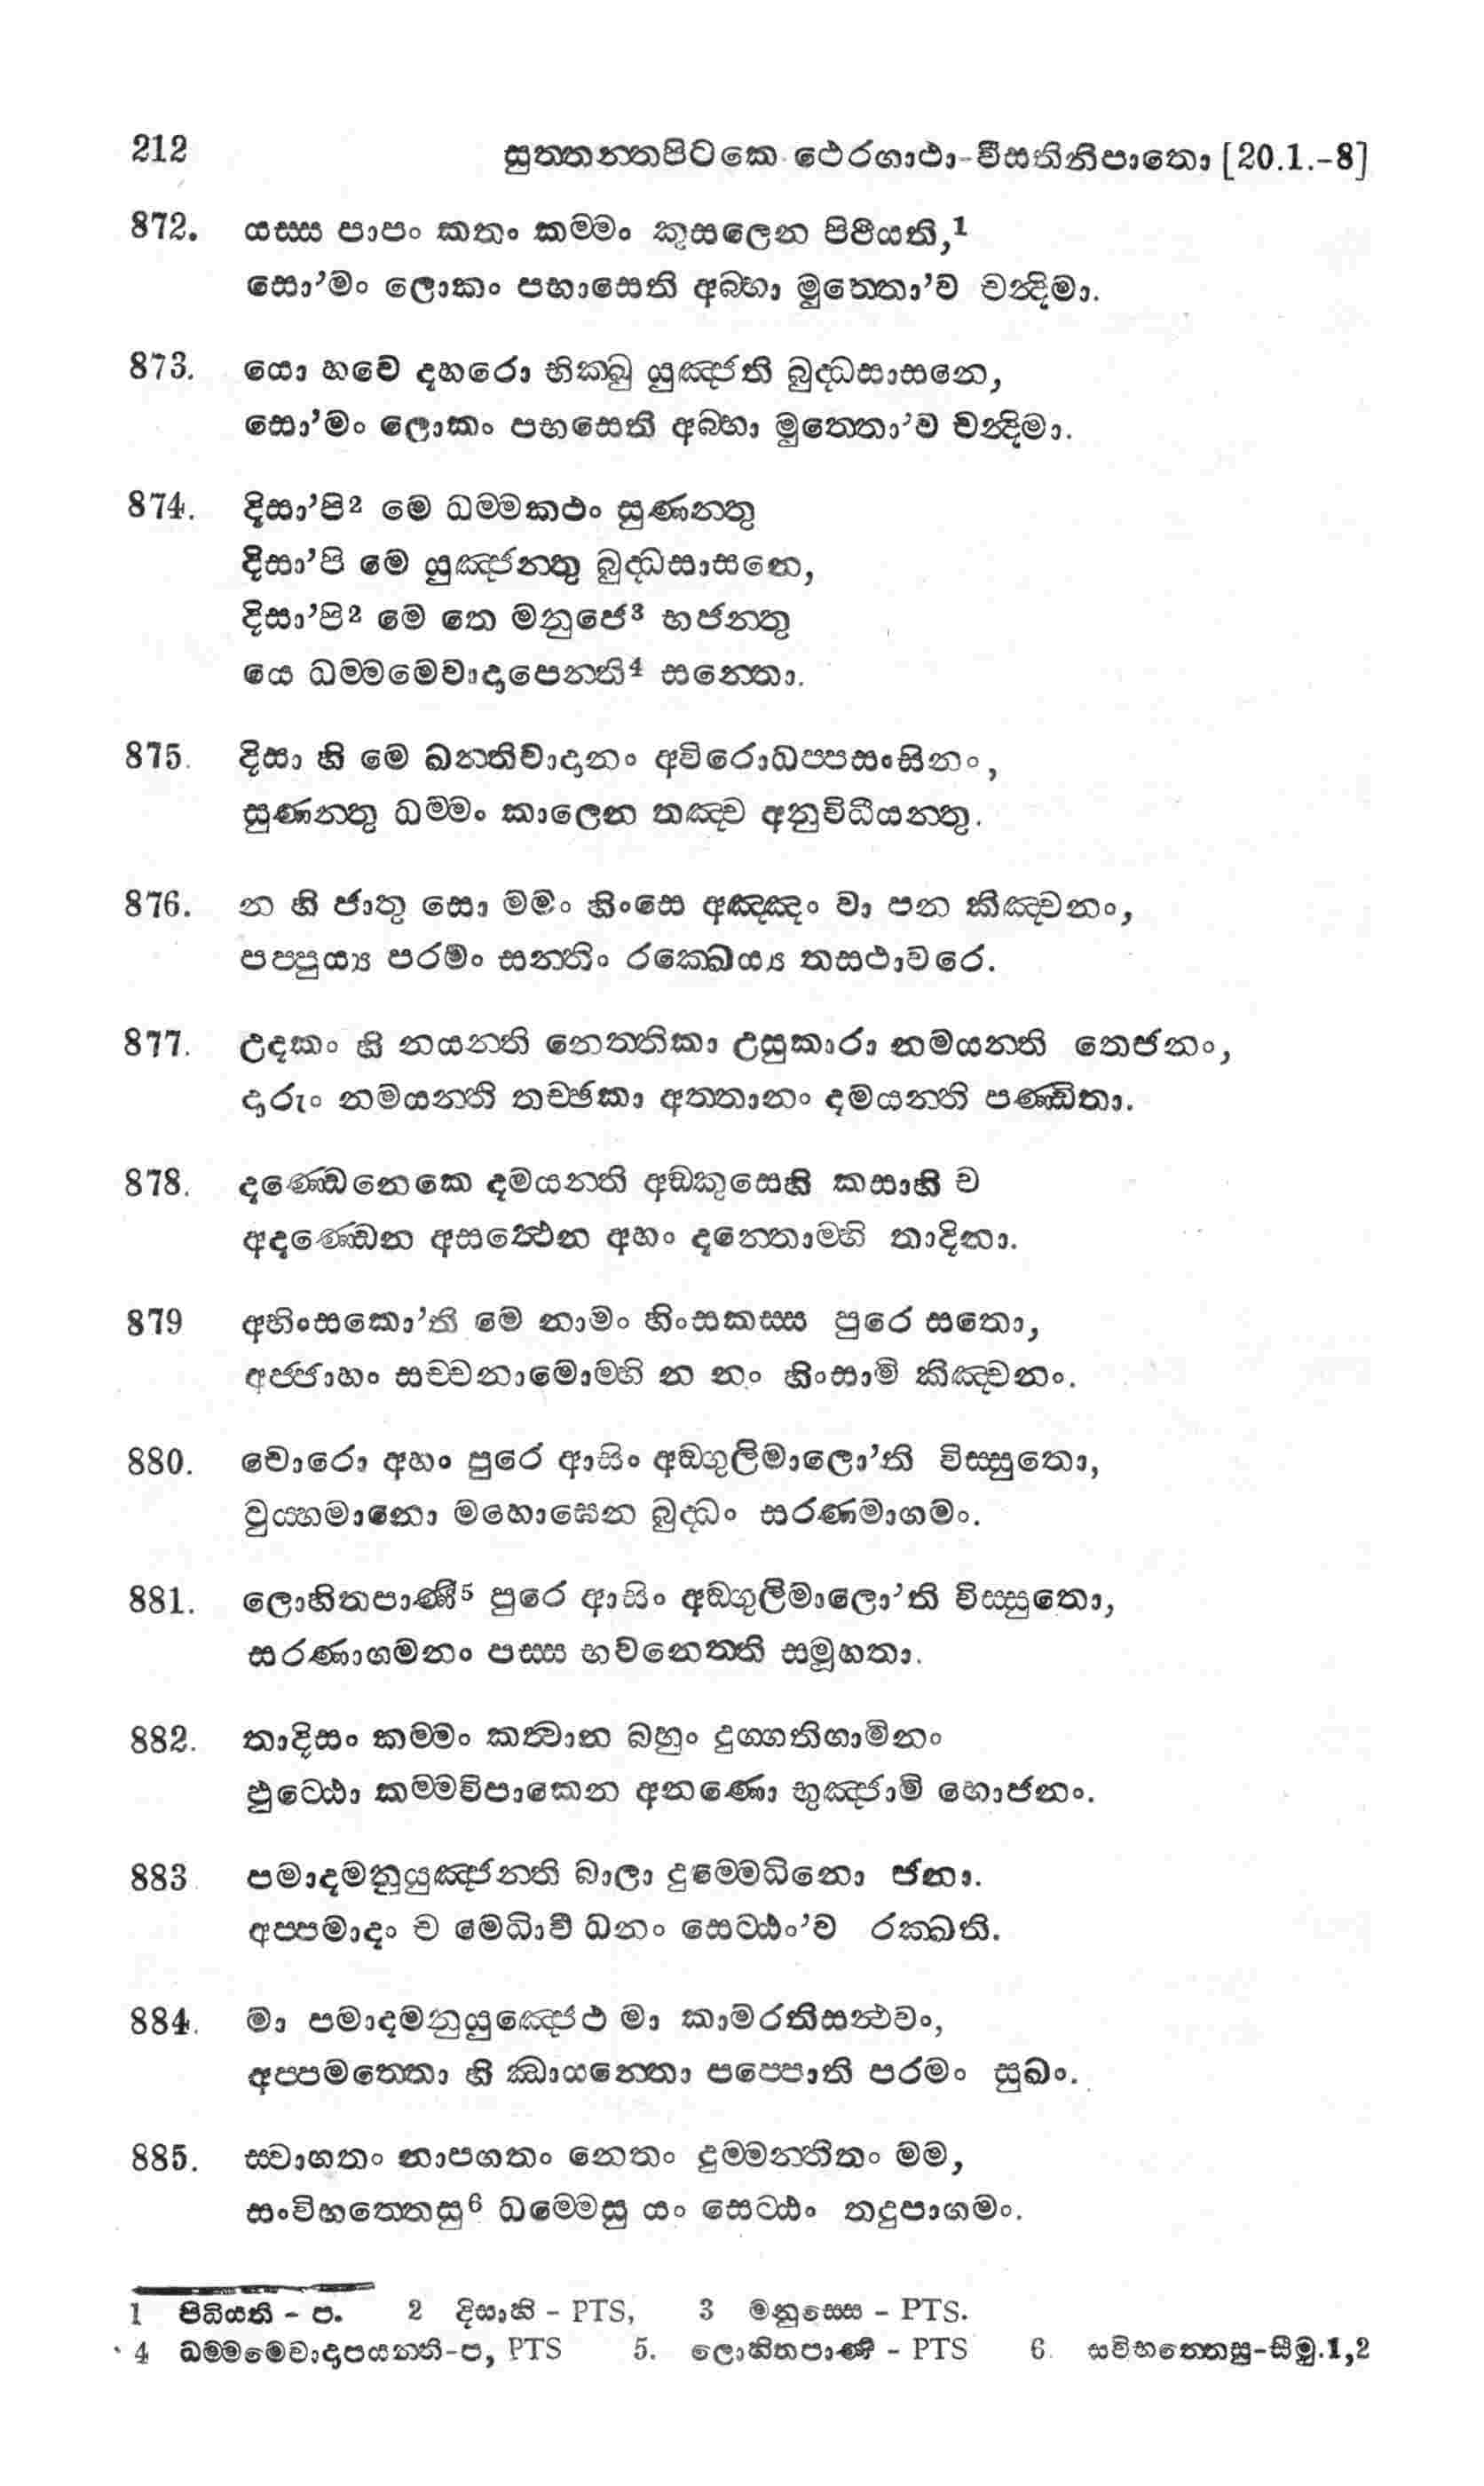 212 සුත්තන්තපිටකෙ ථෙරගාථා-වීසතිනිපාතො [20.1.-8]
872. යස්ස පාපං කතං කම්මං කුසලෙන පිථීයති,1
සො’මං ලොකං පභාසෙති අබ්භා මුත්තො’ව චන්දිමා.
873. යො හවෙ දහරො භික්ඛු යුඤ්ජති බුද්ධසාසනෙ,
සො’මං ලොකං පභසෙති අබ්භා මුත්තො’ව චන්දිමා.
874. දිසා’පි2 මෙ ධම්මකථං සුණන්තු
දිසා’පි මෙ යුඤ්ජන්තු බුද්ධසාසනෙ,
දිසා’පි2 මෙ තෙ මනුජෙ3 භජන්තු
යෙ ධම්මමෙවාදාපෙන්ති4 සන්තො.
875. දිසා හි මෙ ඛන්තිවාදානං අවිරොධප්පසංසිනං,
සුණන්තු ධම්මං කාලෙන තඤ්ච අනුවිධීයන්තු.
876. න හි ජාතු සො මමං හිංසෙ අඤ්ඤං වා පන කිඤ්චනං,
පප්පුය්‍ය පරමං සන්තිං රක්ඛෙය්‍ය තසථාවරෙ.
877. උදකං හි නයන්ති නෙත්තිකා උසුකාරා නමයන්ති තෙජනං,
දාරුං නමයන්ති තච්ඡකා අත්තානං දමයන්ති පණ්ඩිතා.
878. දණ්ඩෙනෙකෙ දමයන්ති අඞ්කුසෙහි කසාහි ච
අදණ්ඩෙන අසත්ථෙන අහං දන්තොම්හි තාදිනා.
879 අහිංසකො’ති මෙ නාමං හිංසකස්ස පුරෙ සතො,
අජ්ජාහං සච්චනාමොම්හි න නං හිංසාමි කිඤ්චනං.
880. චොරො අහං පුරෙ ආසිං අඞ්ගුලිමාලො’ති විස්සුතො,
වුය්හමානො මහොඝෙන බුද්ධං සරණමාගමං.
881. ලොහිතපාණී5 පුරෙ ආසිං අඞ්ගුලිමාලො’ති විස්සුතො,
සරණාගමනං පස්ස භවනෙත්ති සමූහතා.
882. තාදිසං කම්මං කත්වාන බහුං දුග්ගතිගාමිනං
ඵුට්ඨො කම්මවිපාකෙන අනණො භුඤ්ජාමි භොජනං.
883 පමාදමනුයුඤ්ජන්ති බාලා දුම්මෙධිනො ජනා.
අප්පමාදං ච මෙධාවී ධනං සෙට්ඨං’ව රක්ඛති.
884. මා පමාදමනුයුඤ්ජෙථ මා කාමරතිසන්ථවං,
අප්පමත්තො හි ඣායන්තො පප්පොති පරමං සුඛං.
885. ස්වාගතං නාපගතං නෙතං දුම්මන්තිතං මම,
සංවිභත්තෙසු6 ධම්මෙසු යං සෙට්ඨං තදුපාගමං.
1 පිධියති - ප. 2 දිසාහි - PTS, 3 මනුස්සෙ - PTS.
4 ධම්මමෙවාදාපයන්ති-ප, PTS 5. ලොහිතපාණි - PTS 6. සවිභත්තෙසු-සීමු.1,2